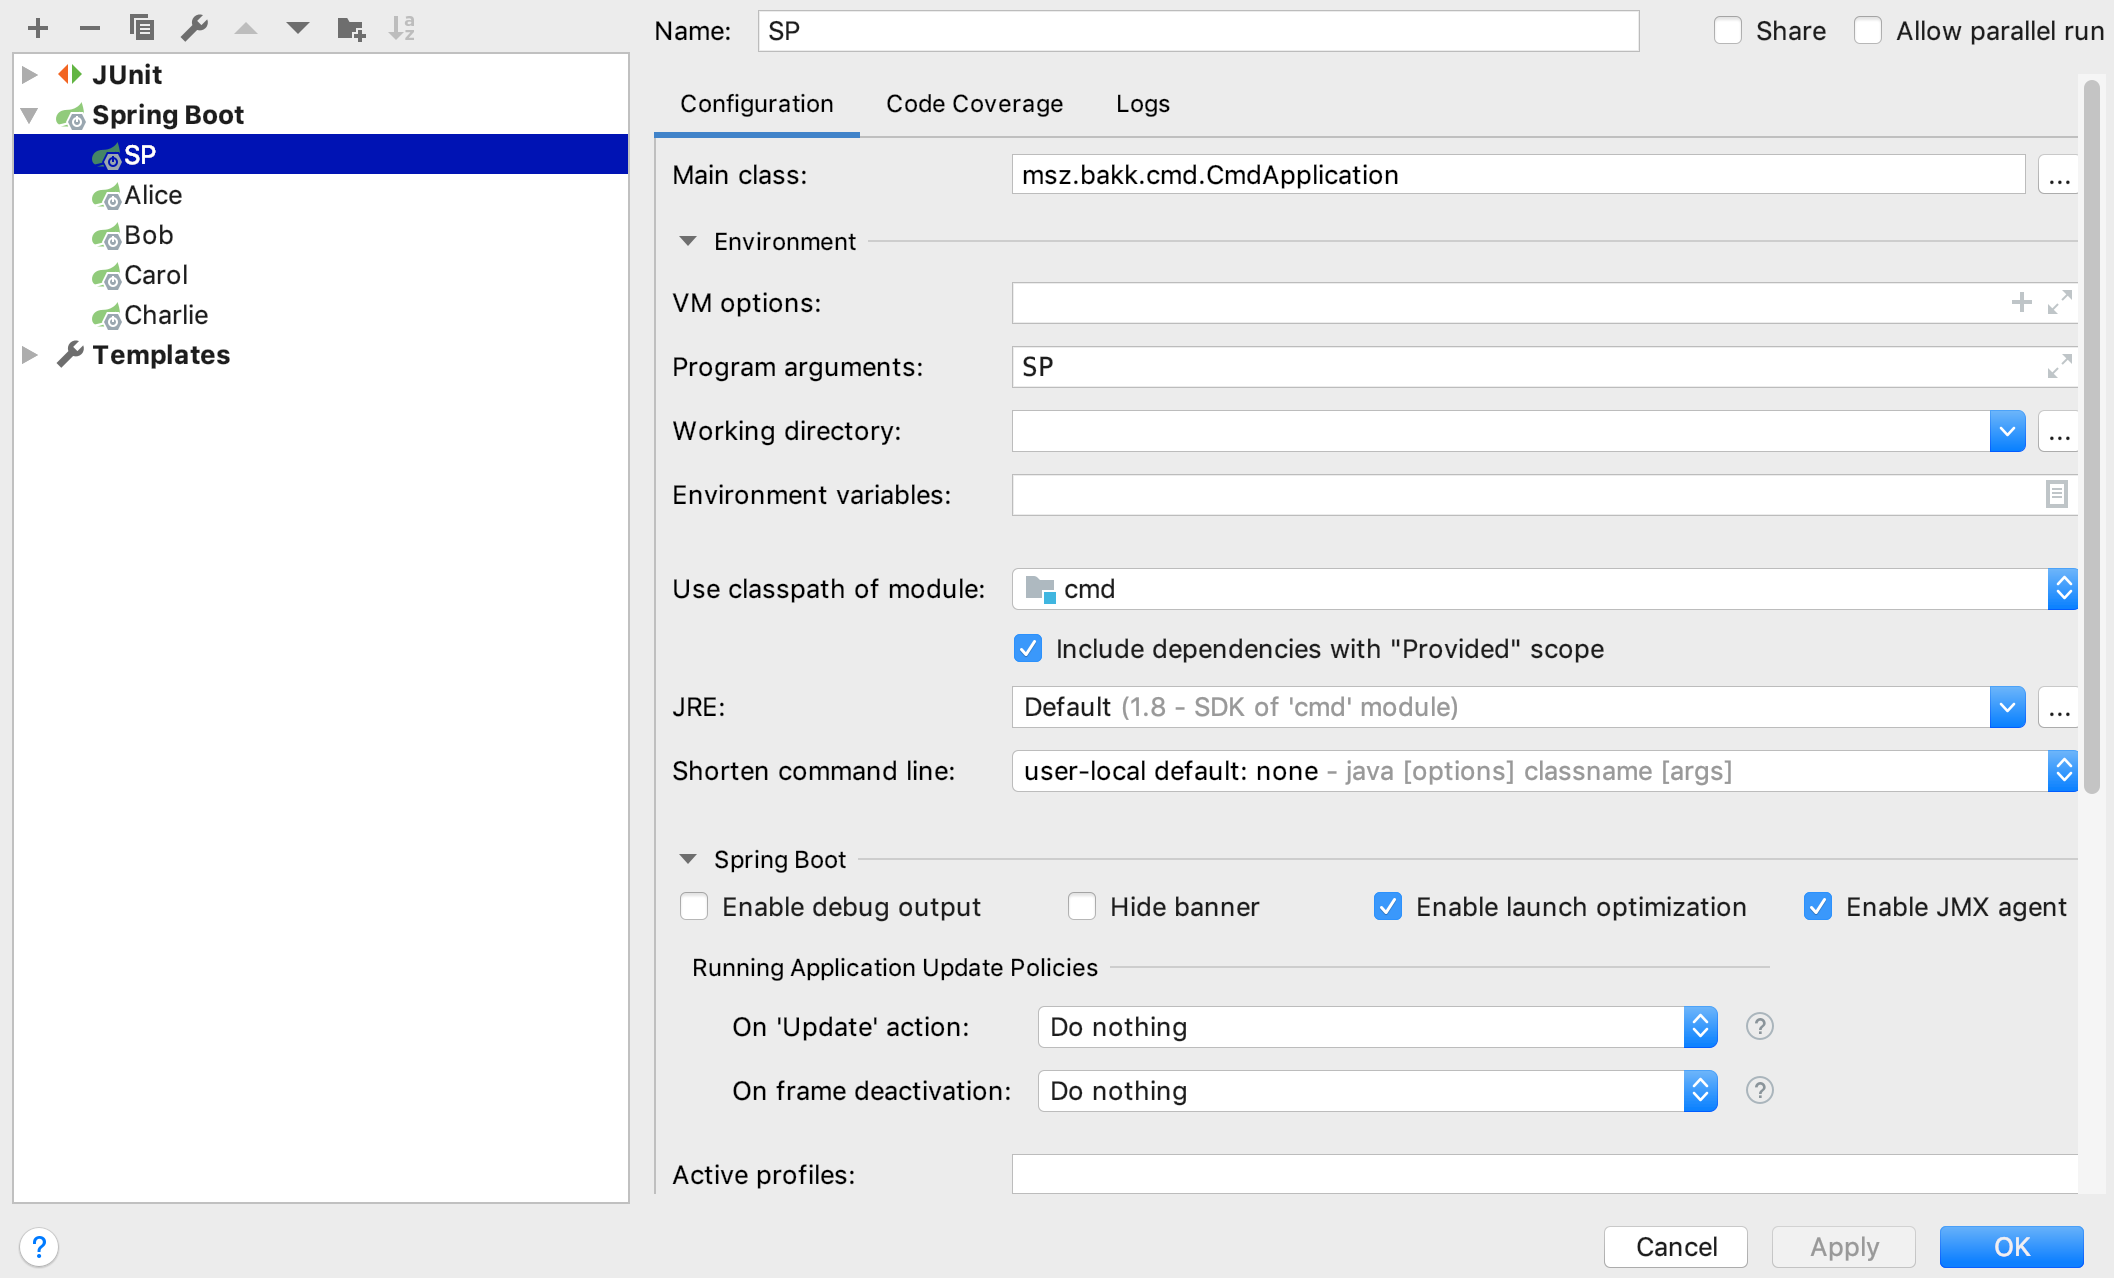 JUnit
Spring Boot
SP
Alice
Bob
Carol
Charlie
Templates
Name: SP
Share
Allow parallel run
Configuration
Code Coverage
Logs
Main class: msz.bakk.cmd.CmdApplication ...
Environment
VM options:
Program arguments: SP
Working directory: ...
Environment variables:
Use classpath of module: cmd
Include dependencies with "Provided" scope
JRE: Default (1.8 - SDK of 'cmd' module) ...
Shorten command line: user-local default: none - java [options] classname [args]
Spring Boot
Enable debug output
Hide banner
Enable launch optimization
Enable JMX agent
Running Application Update Policies
On 'Update' action: Do nothing ?
On frame deactivation: Do nothing ?
Active profiles:
? Cancel Apply OK